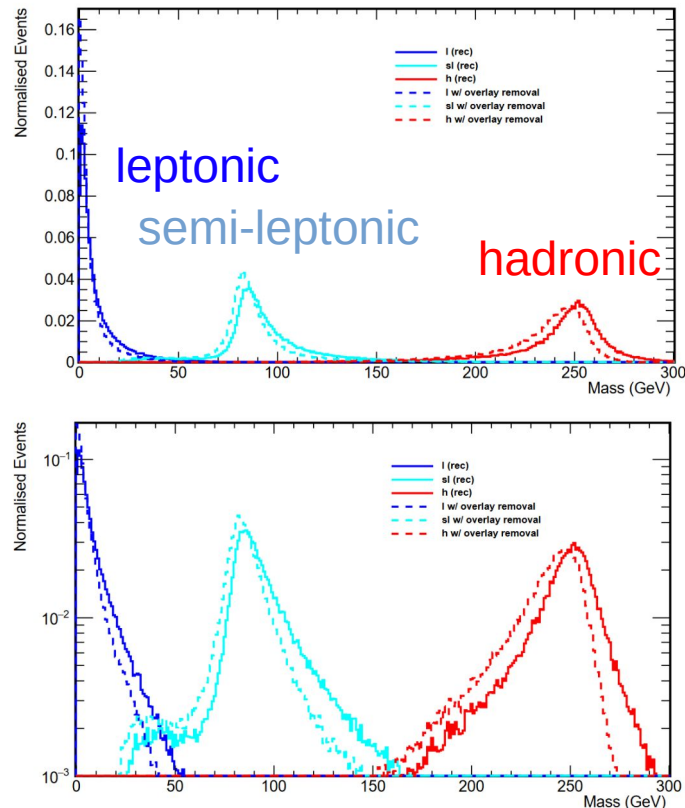 Normalised Events
0.16
0.14
0.12
0.1
0.08
0.06
0.04
0.02
0
l (rec)
sl (rec)
h (rec)
l w/ overlay removal
sl w/ overlay removal
h w/ overlay removal
leptonic
semi-leptonic
hadronic
0 50 100 150 200 250 300
Mass (GeV)
Normalised Events
10⁻¹
10⁻²
10⁻³
l (rec)
sl (rec)
h (rec)
l w/ overlay removal
sl w/ overlay removal
h w/ overlay removal
0 50 100 150 200 250 300
Mass (GeV)